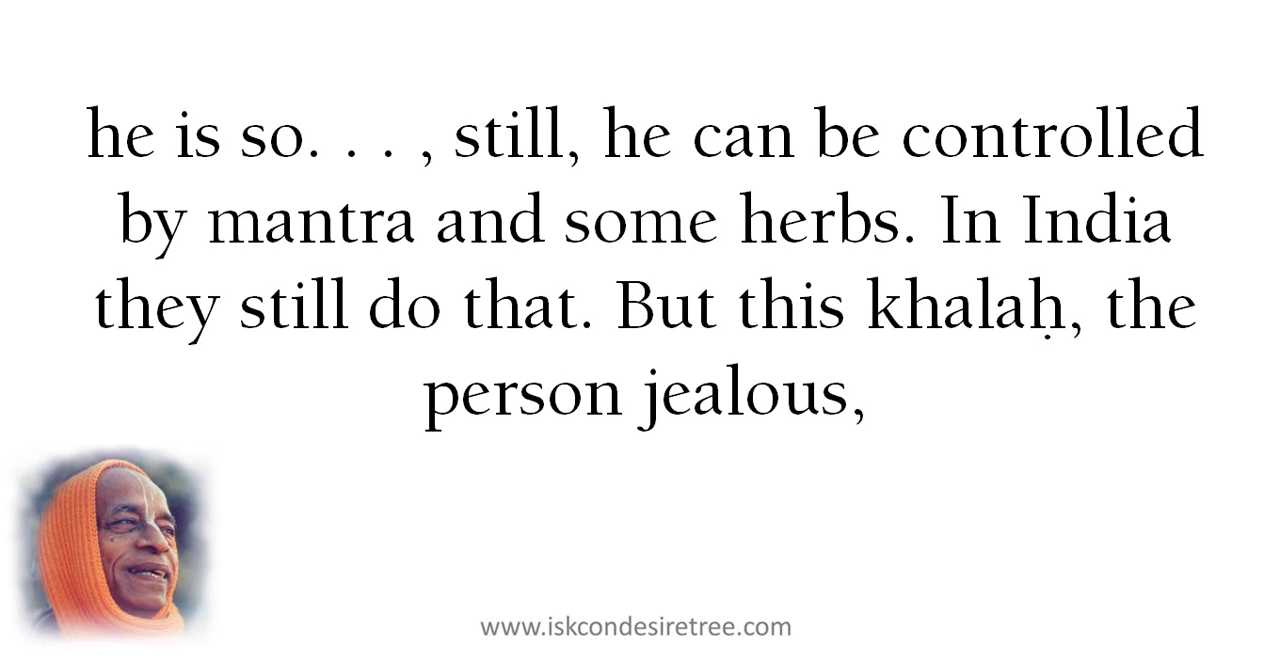 he is so. . . , still, he can be controlled
by mantra and some herbs. In India
they still do that. But this khalaḥ, the
person jealous,
www.iskcondesiretree.com